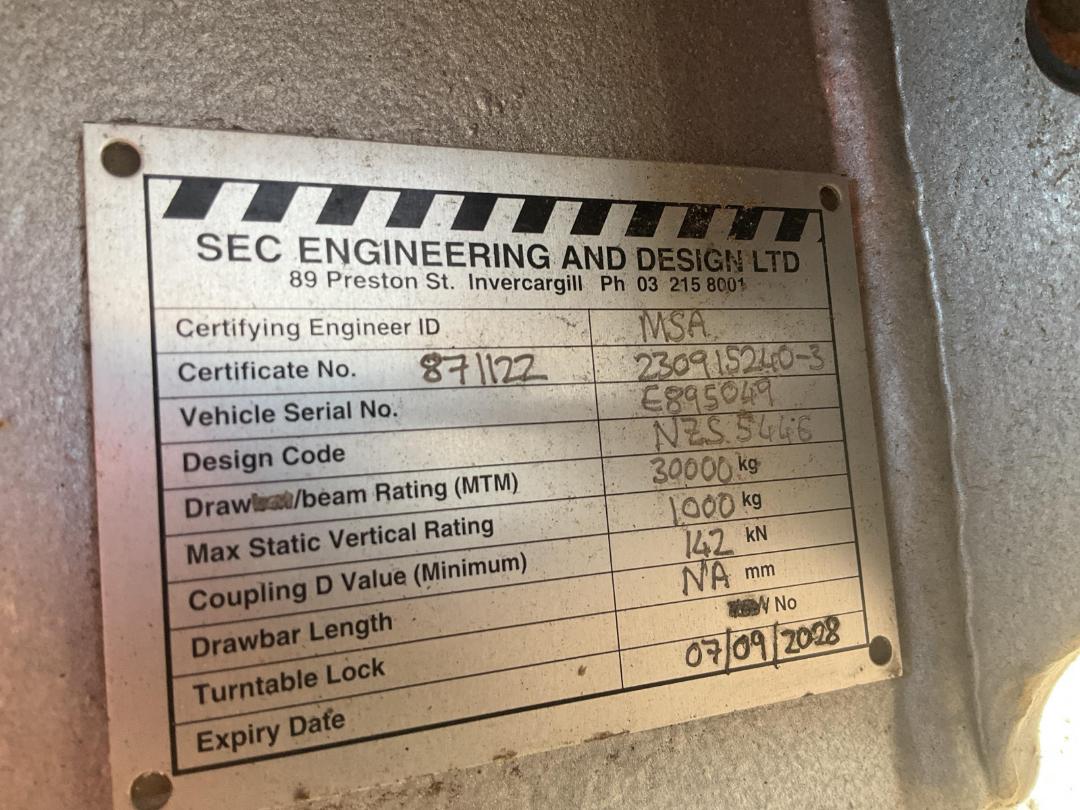 SEC ENGINEERING AND DESIGN LTD
89 Preston St. Invercargill Ph 03 215 8001
Certifying Engineer ID MSA
Certificate No. 871122 230915240-3
Vehicle Serial No. E895049
Design Code NZS 5446
Draw /beam Rating (MTM) 30000 kg
Max Static Vertical Rating 1000 kg
Coupling D Value (Minimum) 142 kN
Drawbar Length NA mm
Turntable Lock / No
Expiry Date 07/09/2028